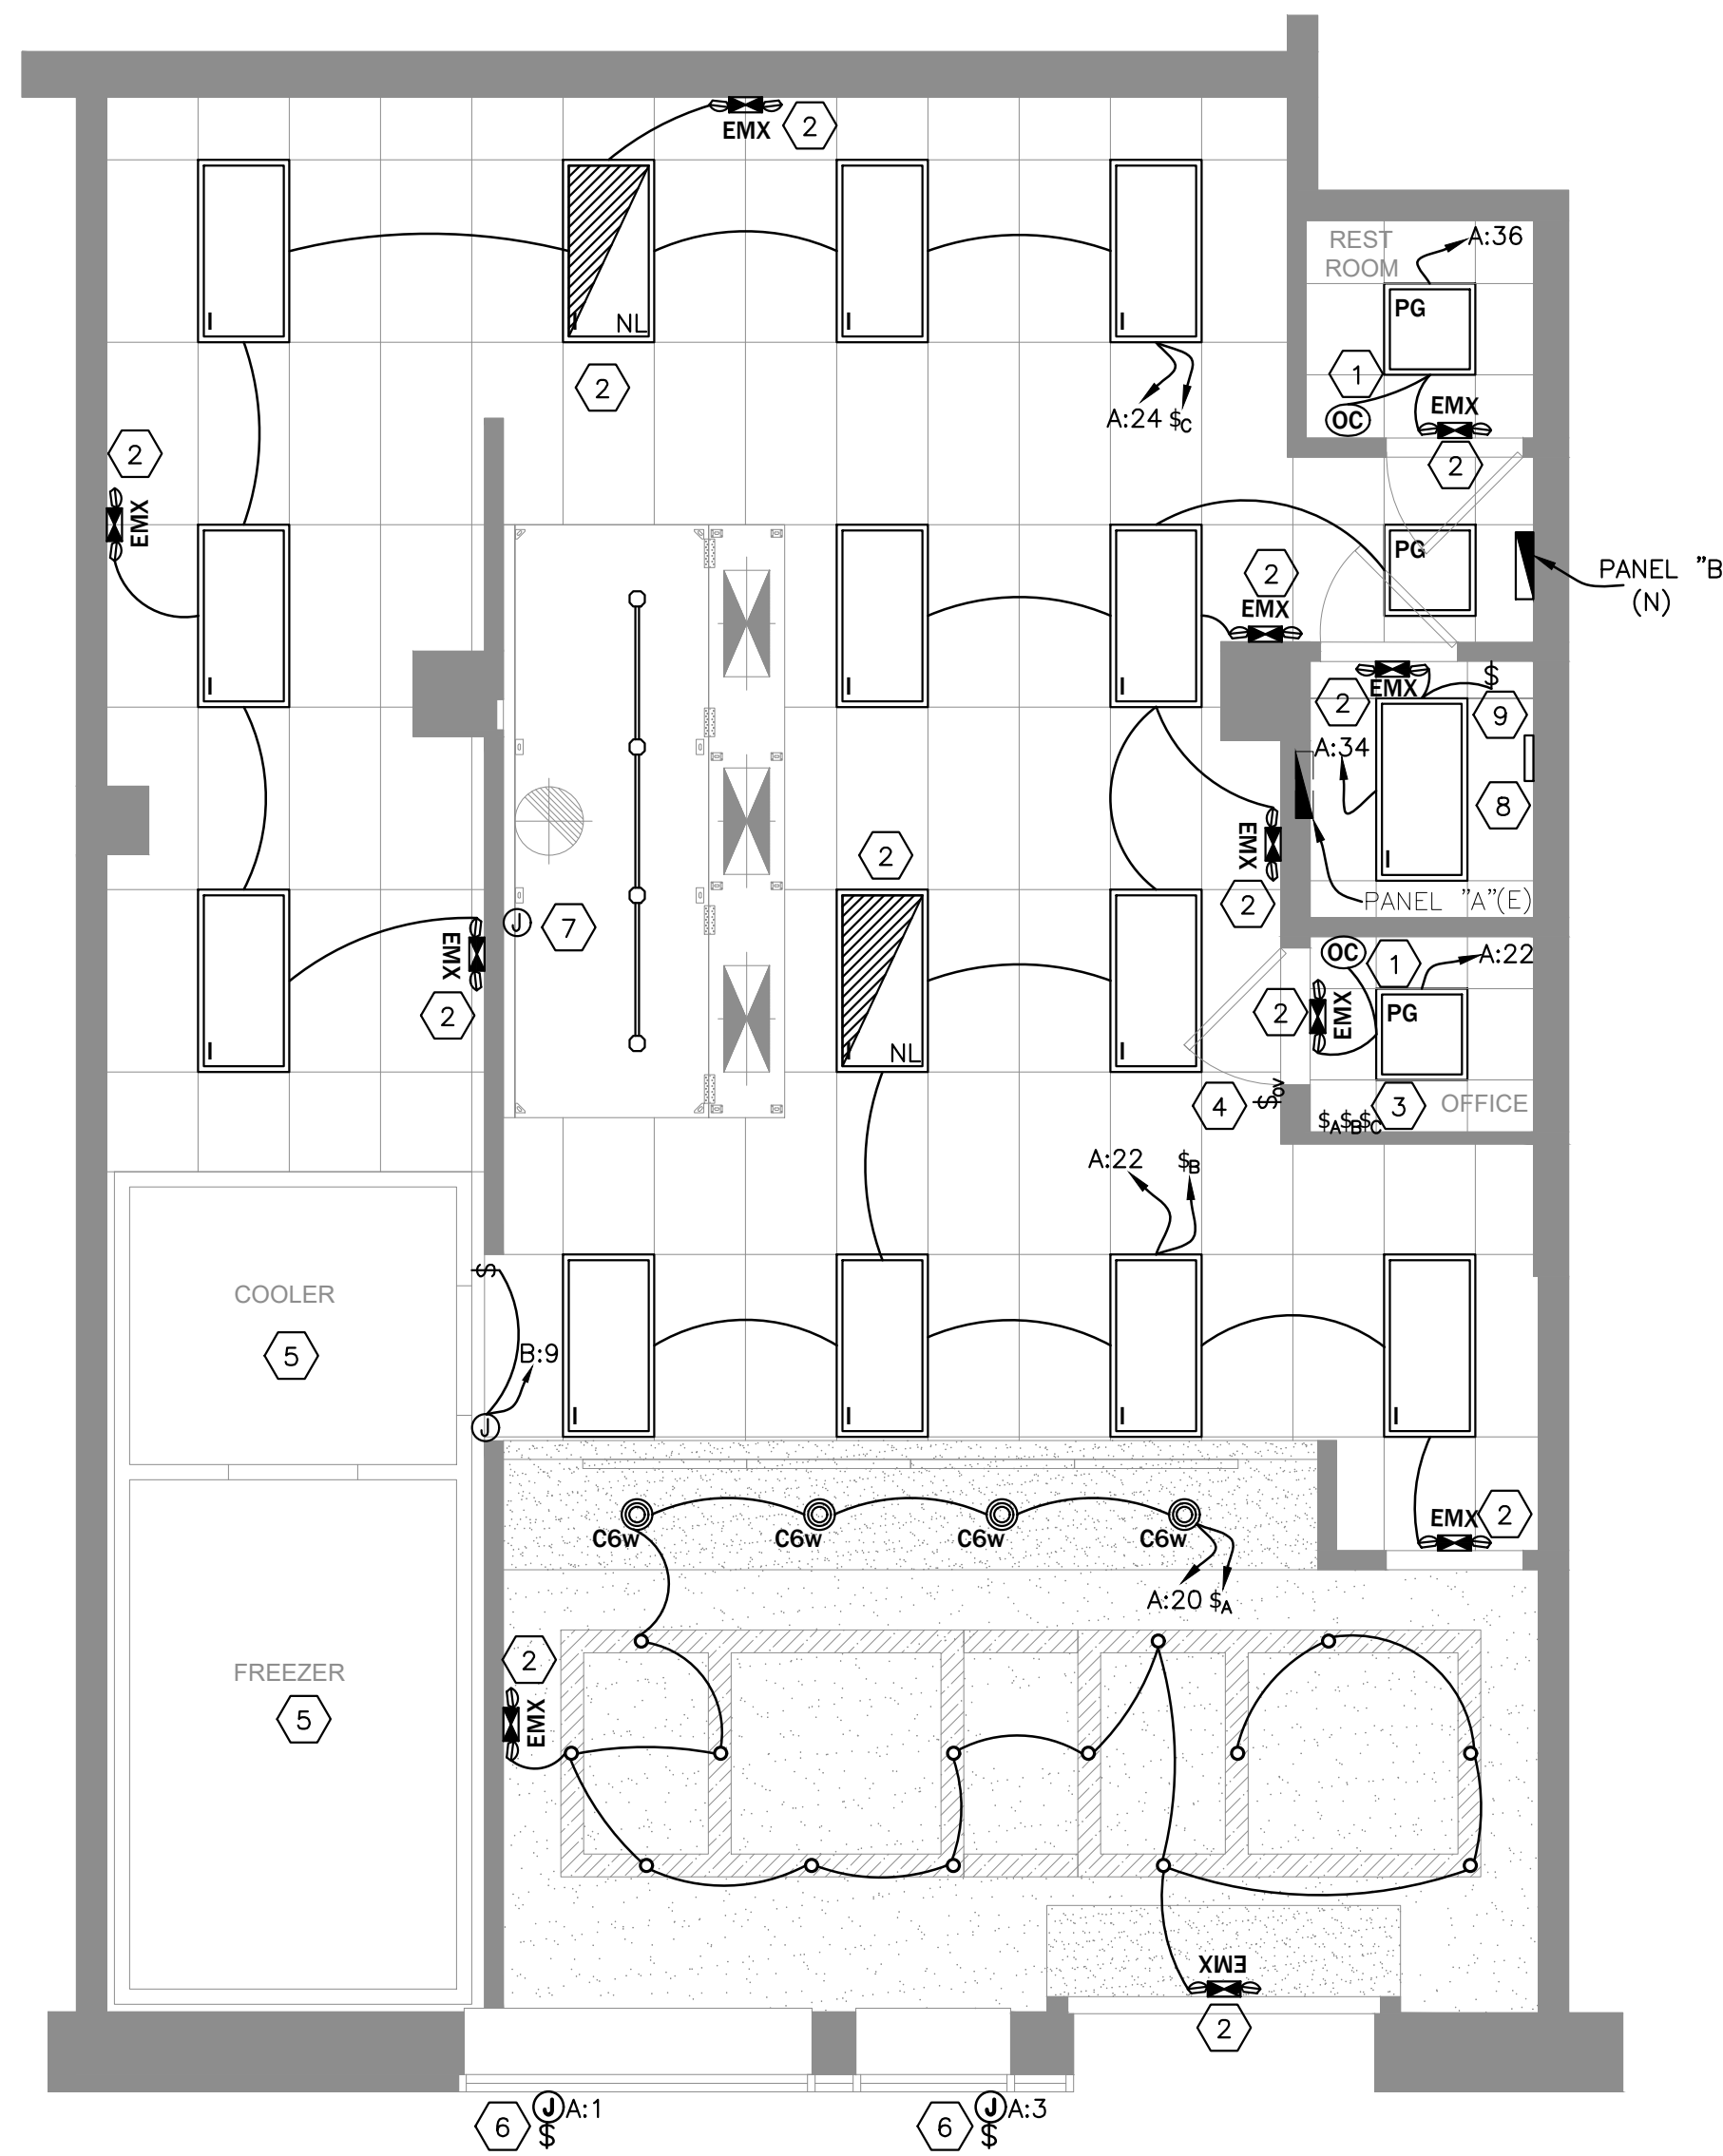 EMX
2
REST
ROOM
A:36
I
I NL
I
I
PG
2
1
A:24 $C
OC
EMX
2
2
EMX
PG
2
EMX
PANEL "B
(N)
I
I
I
EMX
$
2
9
A:34
8
2
EMX
I
PANEL "A"(E)
2
J
7
EMX
2
OC
1
A:22
2
EMX
PG
I
I NL
I
4
$OV
3
OFFICE
$A$B$C
A:22
$B
$
COOLER
5
B:9
J
I
I
I
I
C6w
C6w
C6w
C6w
EMX
2
A:20 $A
2
EMX
FREEZER
5
EMX
2
6
J A:1
$
6
J A:3
$